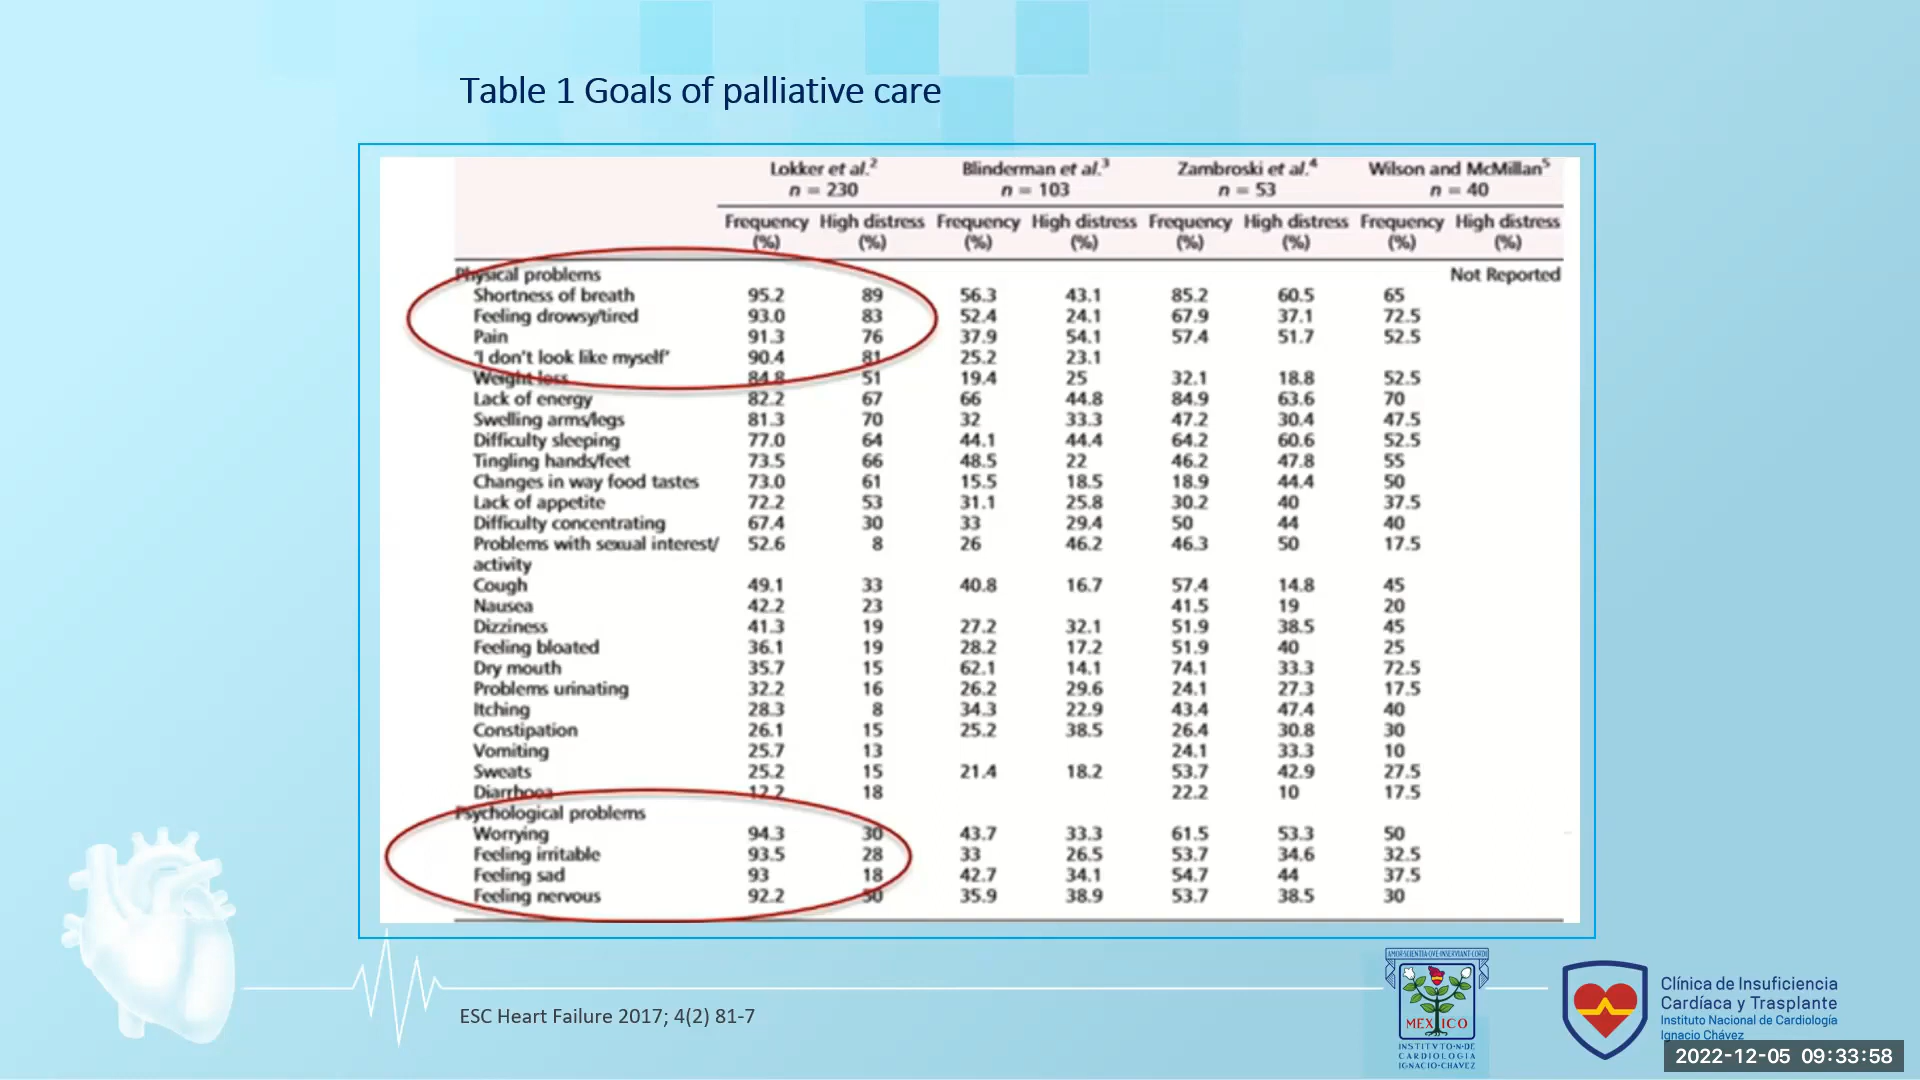 Table 1 Goals of palliative care
Lokker et al.² Blinderman et al.³ Zambroski et al.⁴ Wilson and McMillan⁵
n = 230 n = 103 n = 53 n = 40
Frequency High distress Frequency High distress Frequency High distress Frequency High distress
(%) (%) (%) (%) (%) (%) (%) (%)
Physical problems Not Reported
Shortness of breath 95.2 89 56.3 43.1 85.2 60.5 65
Feeling drowsy/tired 93.0 83 52.4 24.1 67.9 37.1 72.5
Pain 91.3 76 37.9 54.1 57.4 51.7 52.5
'I don't look like myself' 90.4 81 25.2 23.1
Weight loss 84.8 51 19.4 25 32.1 18.8 52.5
Lack of energy 82.2 67 66 44.8 84.9 63.6 70
Swelling arms/legs 81.3 70 32 33.3 47.2 30.4 47.5
Difficulty sleeping 77.0 64 44.1 44.4 64.2 60.6 52.5
Tingling hands/feet 73.5 66 48.5 22 46.2 47.8 55
Changes in way food tastes 73.0 61 15.5 18.5 18.9 44.4 50
Lack of appetite 72.2 53 31.1 25.8 30.2 40 37.5
Difficulty concentrating 67.4 30 33 29.4 50 44 40
Problems with sexual interest/ 52.6 8 26 46.2 46.3 50 17.5
activity
Cough 49.1 33 40.8 16.7 57.4 14.8 45
Nausea 42.2 23 41.5 19 20
Dizziness 41.3 19 27.2 32.1 51.9 38.5 45
Feeling bloated 36.1 19 28.2 17.2 51.9 40 25
Dry mouth 35.7 15 62.1 14.1 74.1 33.3 72.5
Problems urinating 32.2 16 26.2 29.6 24.1 27.3 17.5
Itching 28.3 8 34.3 22.9 43.4 47.4 40
Constipation 26.1 15 25.2 38.5 26.4 30.8 30
Vomiting 25.7 13 24.1 33.3 10
Sweats 25.2 15 21.4 18.2 53.7 42.9 27.5
Diarrhoea 12.2 18 22.2 10 17.5
Psychological problems
Worrying 94.3 30 43.7 33.3 61.5 53.3 50
Feeling irritable 93.5 28 33 26.5 53.7 34.6 32.5
Feeling sad 93 18 42.7 34.1 54.7 44 37.5
Feeling nervous 92.2 50 35.9 38.9 53.7 38.5 30
ESC Heart Failure 2017; 4(2) 81-7
AMOR·SCIENTIA·QVE·INSERVIANT·CORDI
MEXICO
INSTITVTO·N·DE
CARDIOLOGIA
IGNACIO·CHAVEZ
Clínica de Insuficiencia
Cardíaca y Trasplante
Instituto Nacional de Cardiología
Ignacio Chávez
2022-12-05 09:33:58